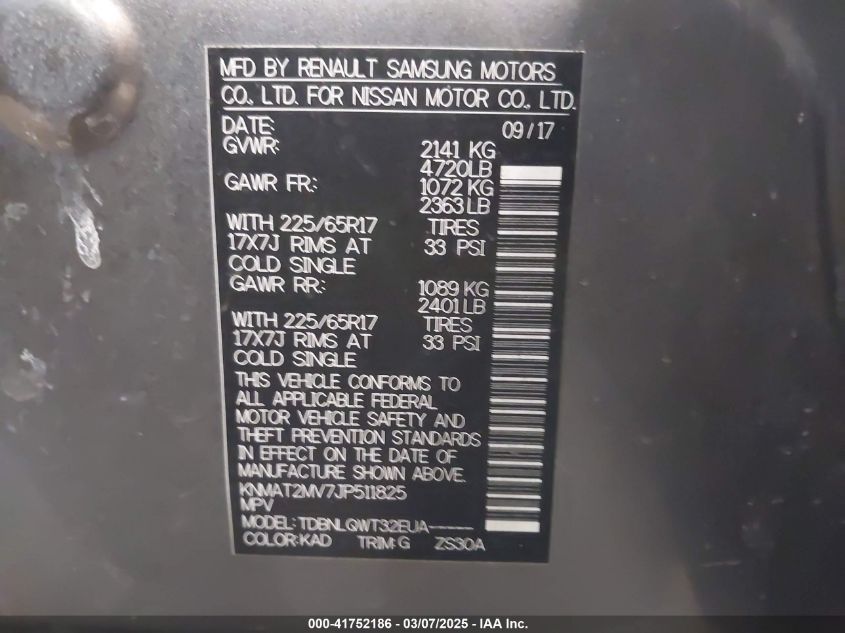 MFD BY RENAULT SAMSUNG MOTORS
CO., LTD. FOR NISSAN MOTOR CO., LTD.
DATE: 09/17
GVWR: 2141 KG
4720LB
GAWR FR: 1072 KG
2363LB
WITH 225/65R17 TIRES
17X7J RIMS AT 33 PSI
COLD SINGLE
GAWR RR: 1089 KG
2401LB
WITH 225/65R17 TIRES
17X7J RIMS AT 33 PSI
COLD SINGLE
THIS VEHICLE CONFORMS TO
ALL APPLICABLE FEDERAL
MOTOR VEHICLE SAFETY AND
THEFT PREVENTION STANDARDS
IN EFFECT ON THE DATE OF
MANUFACTURE SHOWN ABOVE.
KNMAT2MV7JP511825
MPV
MODEL: TDBNLQWT32EUA-----
COLOR:KAD TRIM:G ZS30A
000-41752186 — 03/07/2025 — IAA Inc.